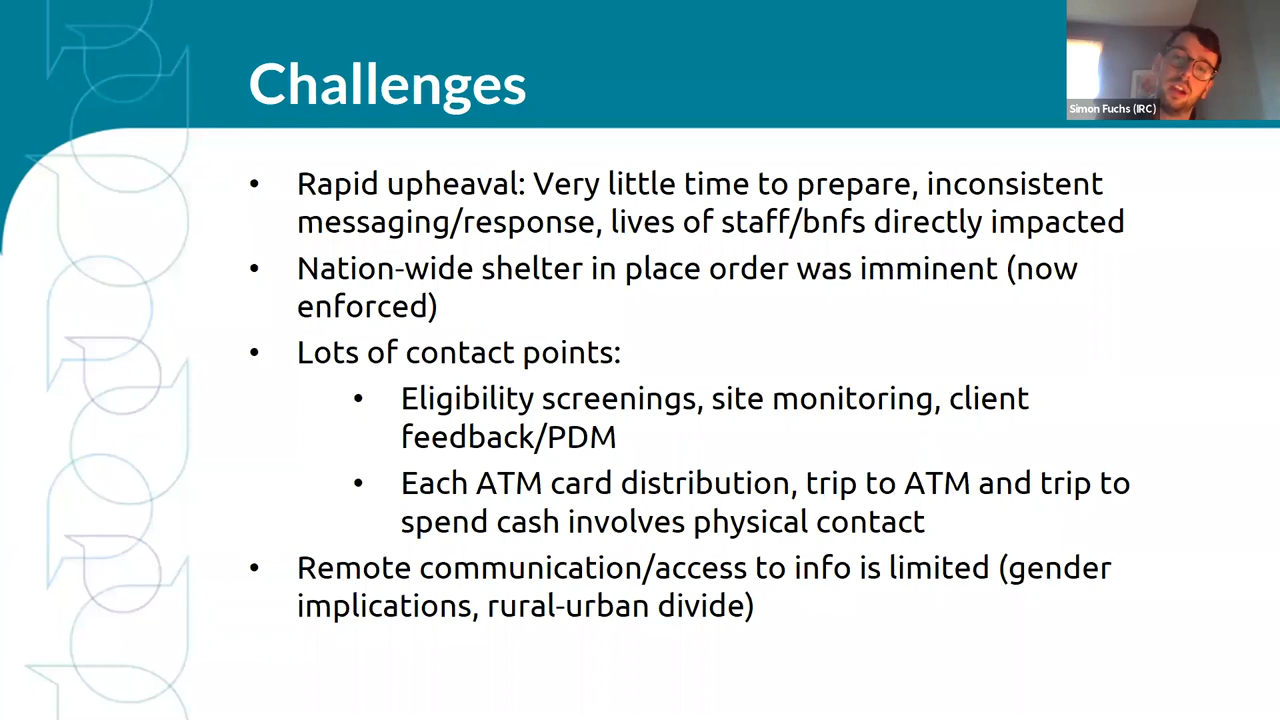 Challenges
Simon Fuchs (IRC)
• Rapid upheaval: Very little time to prepare, inconsistent
messaging/response, lives of staff/bnfs directly impacted
• Nation-wide shelter in place order was imminent (now
enforced)
• Lots of contact points:
• Eligibility screenings, site monitoring, client
feedback/PDM
• Each ATM card distribution, trip to ATM and trip to
spend cash involves physical contact
• Remote communication/access to info is limited (gender
implications, rural-urban divide)